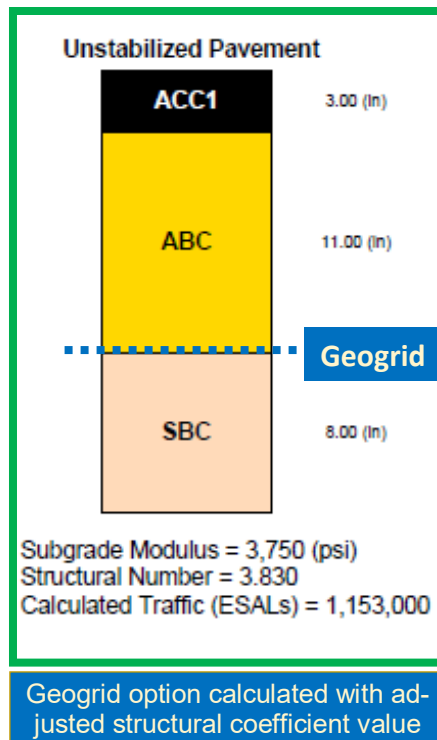 Unstabilized Pavement
ACC1
3.00 (in)
ABC
11.00 (in)
Geogrid
SBC
8.00 (in)
Subgrade Modulus = 3,750 (psi)
Structural Number = 3.830
Calculated Traffic (ESALs) = 1,153,000
Geogrid option calculated with ad-
justed structural coefficient value